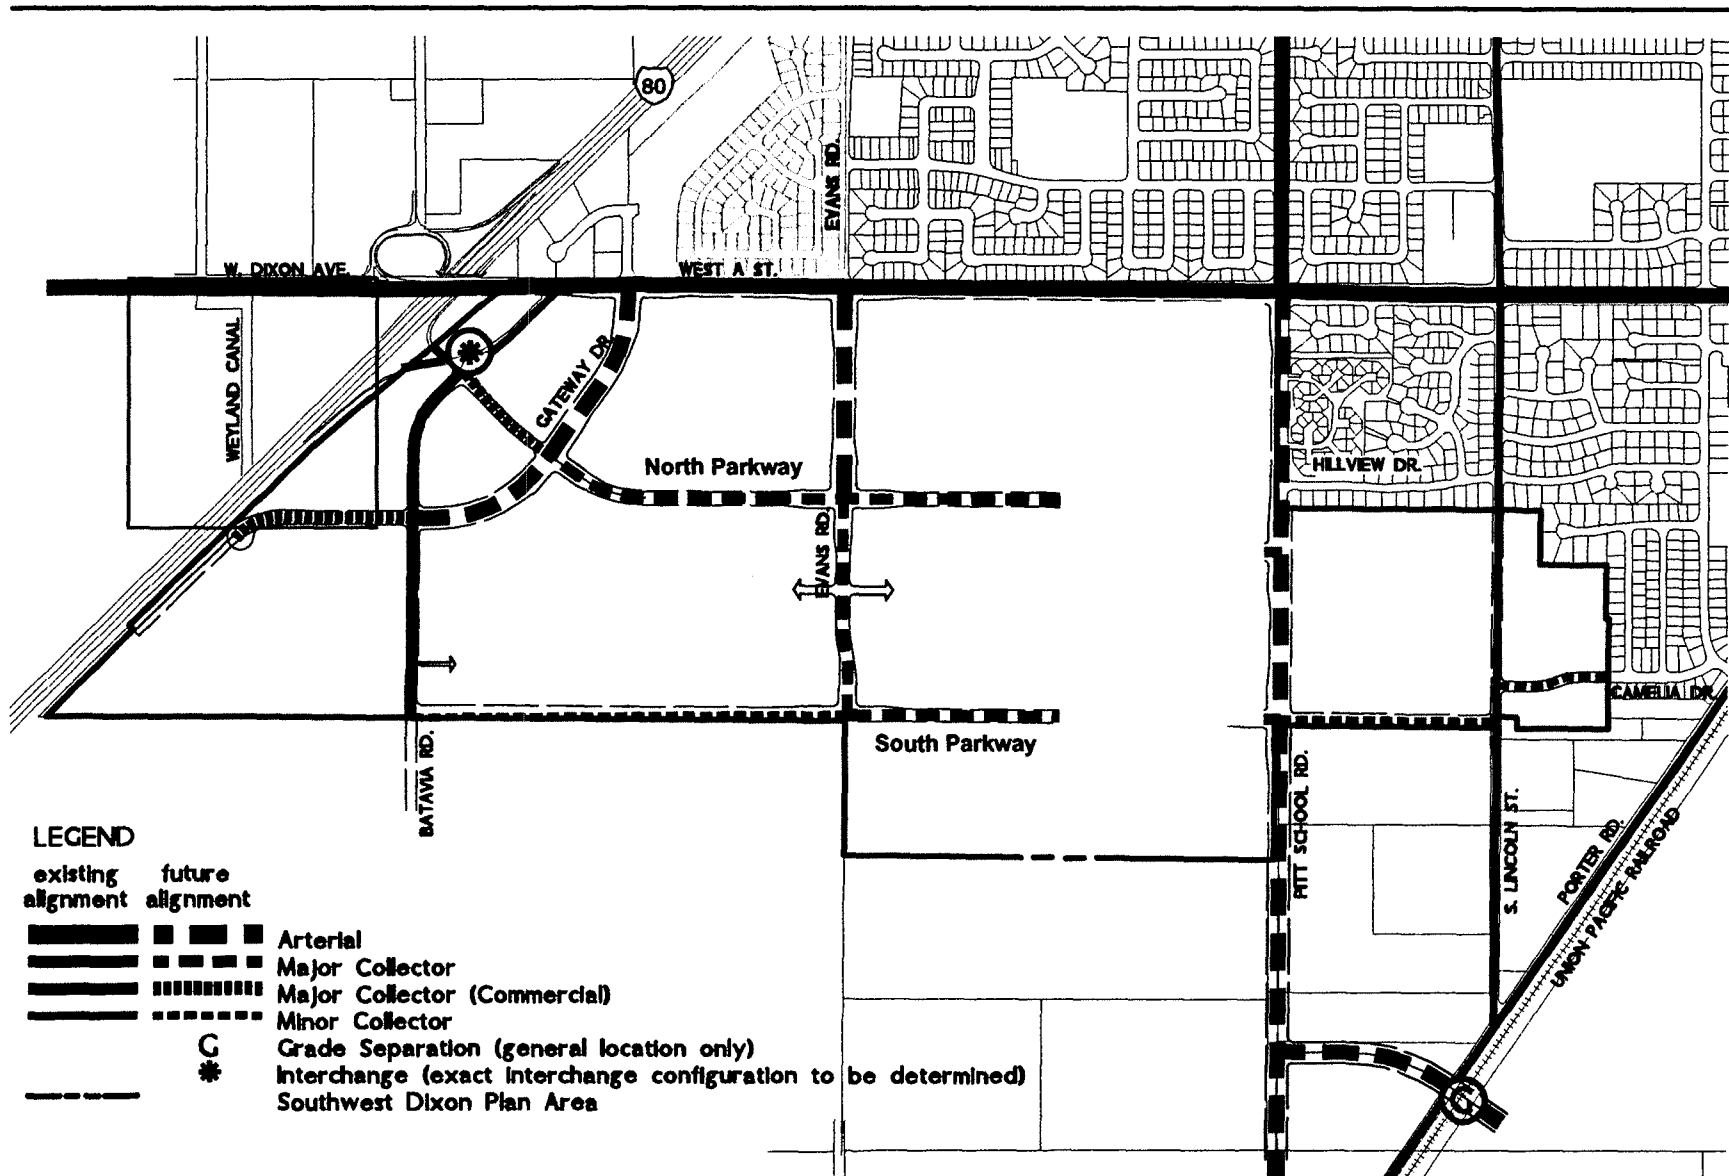 80
EVANS RD.
W. DIXON AVE.
WEST A ST.
WEYLAND CANAL
GATEWAY DR.
North Parkway
HILLVIEW DR.
EVANS RD.
CAMELIA DR.
South Parkway
BATAVIA RD.
PITT SCHOOL RD.
S. LINCOLN ST.
PORTER RD.
UNION PACIFIC RAILROAD
LEGEND
existing future
alignment alignment
Arterial
Major Collector
Major Collector (Commercial)
Minor Collector
G Grade Separation (general location only)
Interchange (exact interchange configuration to be determined)
Southwest Dixon Plan Area
G